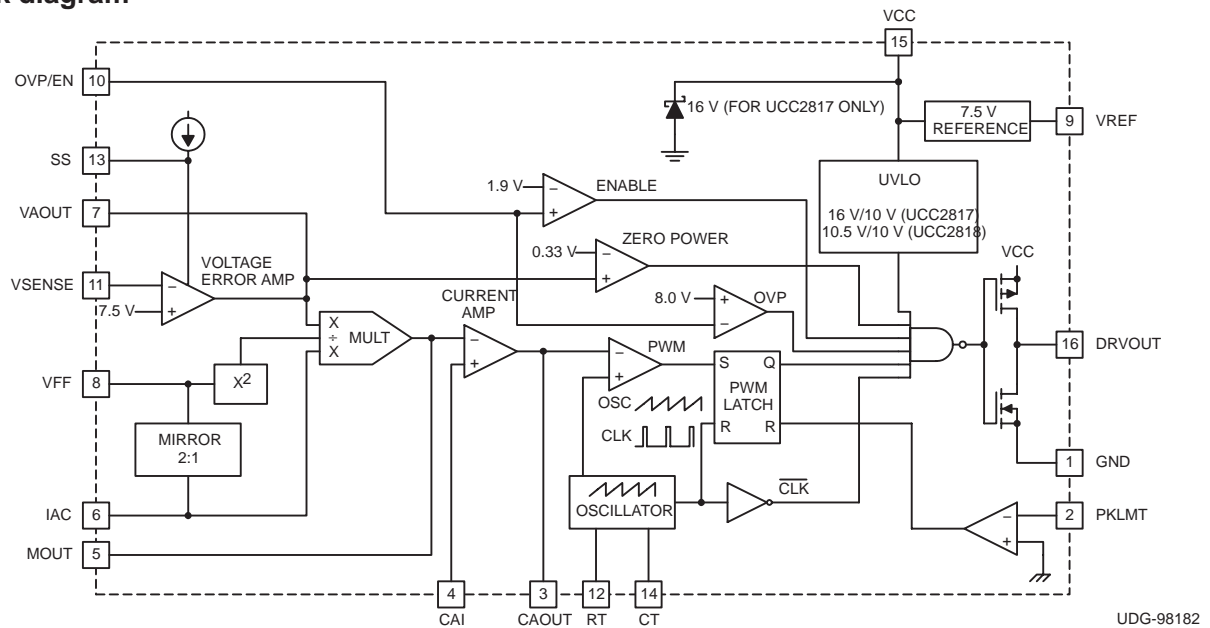 VCC
15
OVP/EN 10
16 V (FOR UCC2817 ONLY)
7.5 V
REFERENCE
9 VREF
SS 13
UVLO
16 V/10 V (UCC2817)
10.5 V/10 V (UCC2818)
1.9 V
−
+
ENABLE
VAOUT 7
0.33 V
−
+
ZERO POWER
VCC
VOLTAGE
ERROR AMP
VSENSE 11
−
7.5 V
+
8.0 V
+
−
OVP
CURRENT
AMP
X
÷
X
MULT
−
+
−
+
PWM
16 DRVOUT
VFF 8
X2
S Q
PWM
LATCH
R R
OSC
CLK
MIRROR
2:1
1 GND
CLK
OSCILLATOR
IAC 6
−
+
2 PKLMT
MOUT 5
4 3 12 14
CAI CAOUT RT CT
UDG-98182